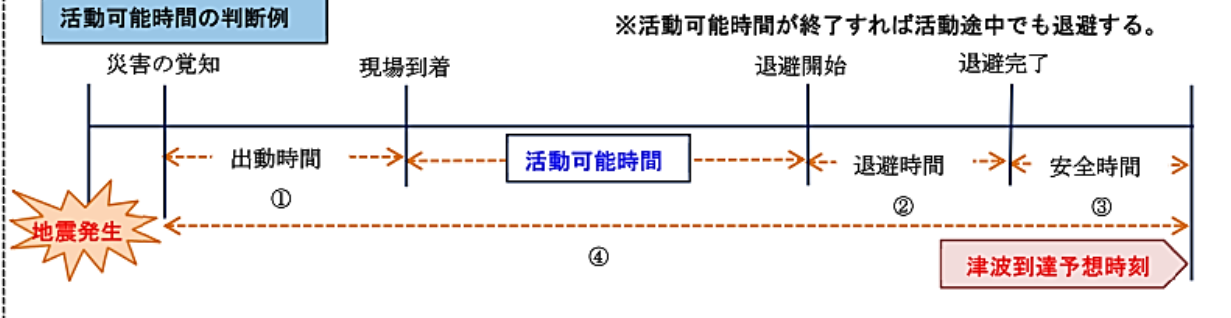 活動可能時間の判断例
※活動可能時間が終了すれば活動途中でも退避する。
災害の覚知
現場到着
退避開始
退避完了
出動時間
活動可能時間
退避時間
安全時間
①
②
③
地震発生
④
津波到達予想時刻